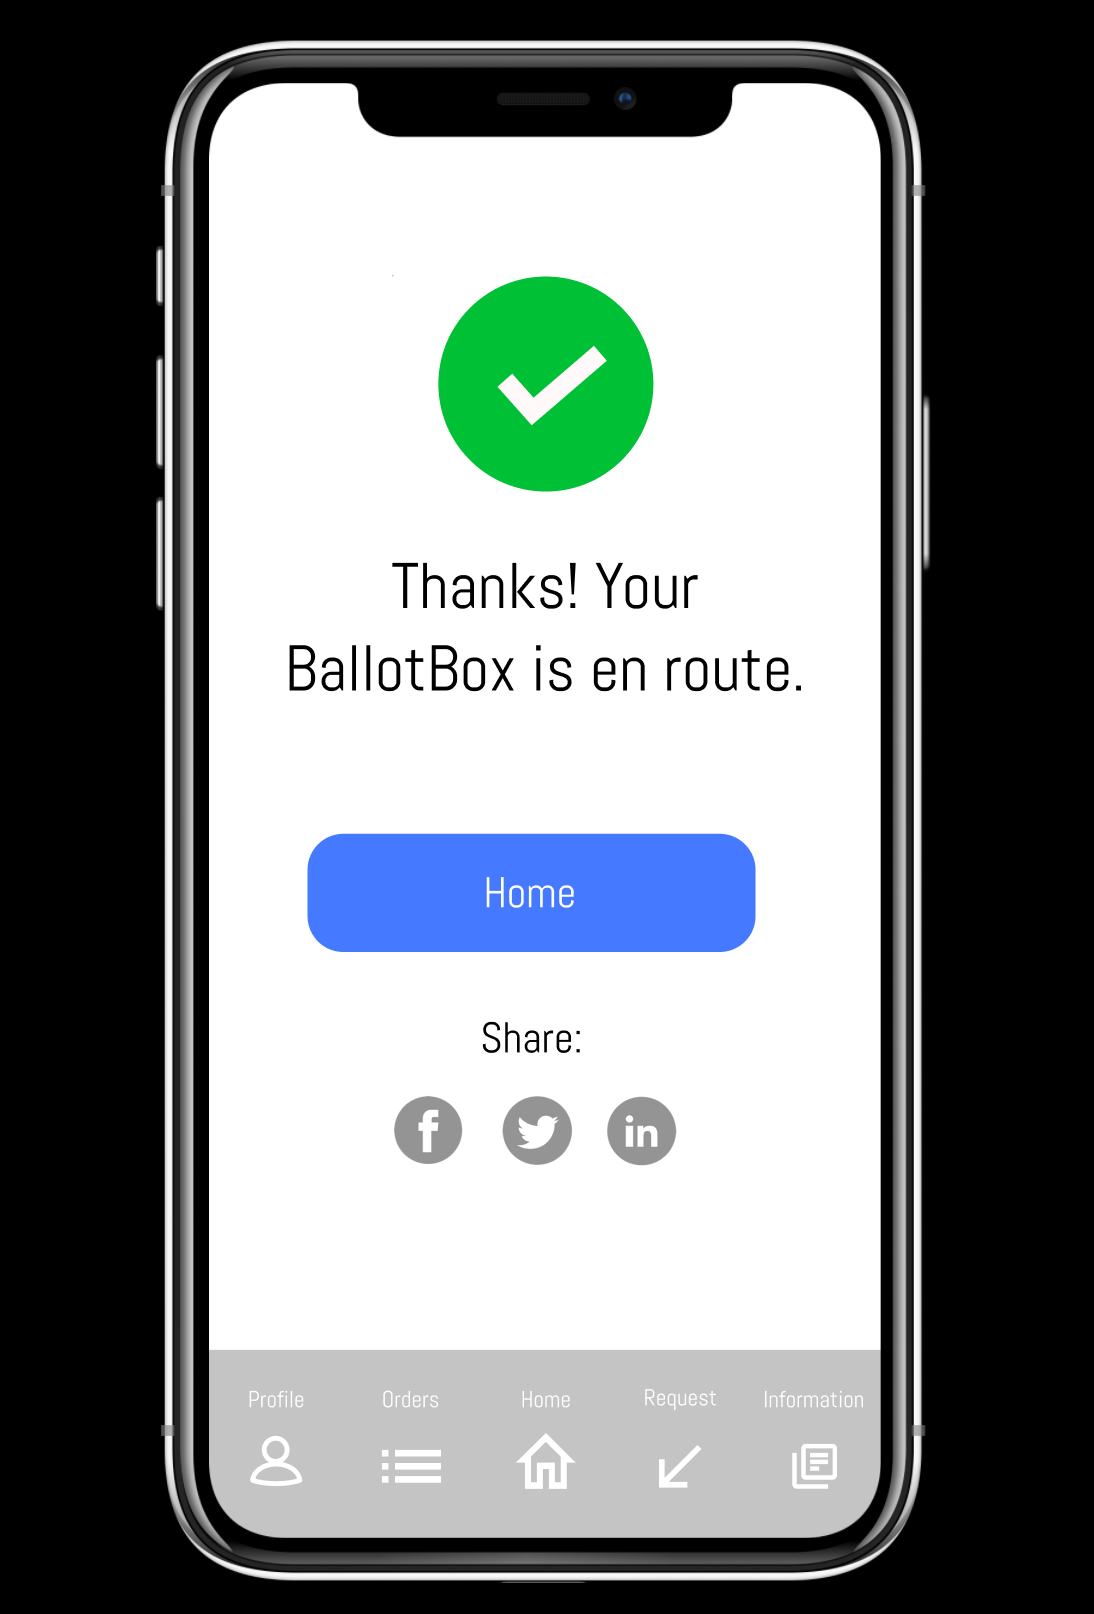 Thanks! Your
BallotBox is en route.
Home
Share:
f
in
Profile
Orders
Home
Request
Information